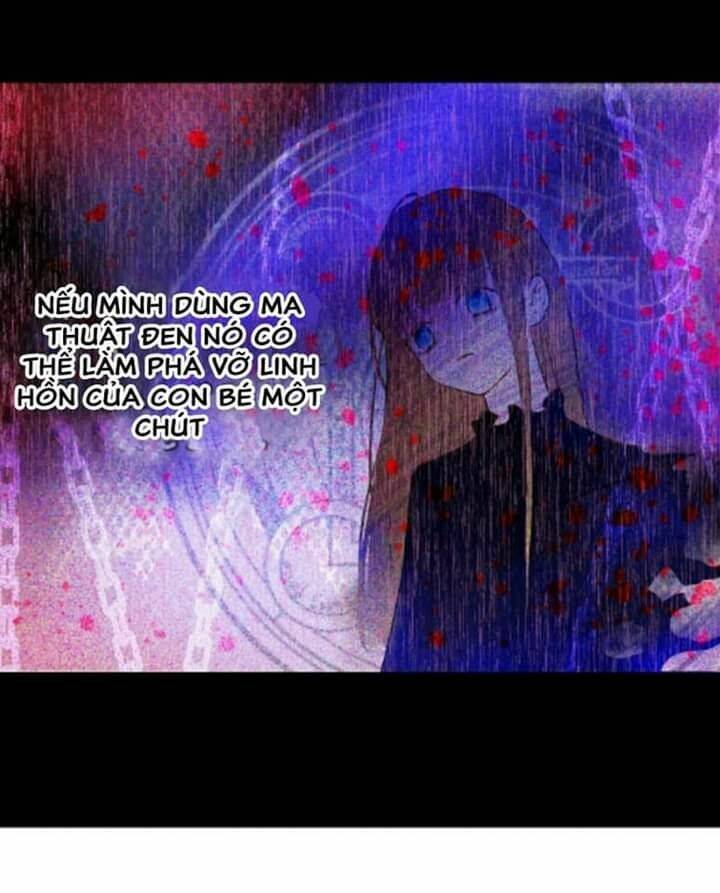 NẾU MÌNH DÙNG MA
THUẬT ĐEN NÓ CÓ
THỂ LÀM PHÁ VỠ LINH
HỒN CỦA CON BÉ MỘT
CHÚT